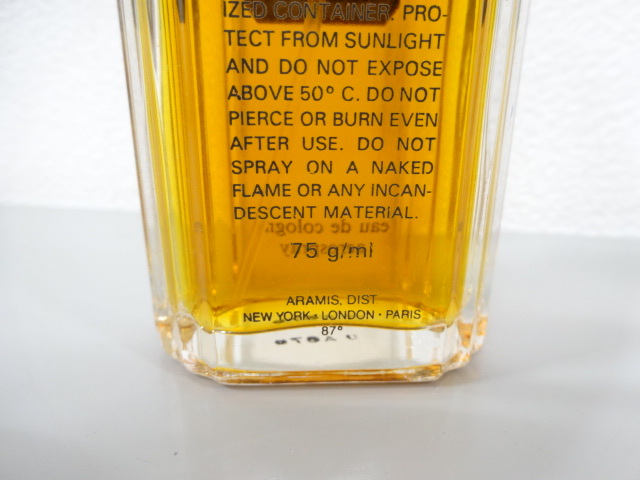 IZED CONTAINER. PRO-
TECT FROM SUNLIGHT
AND DO NOT EXPOSE
ABOVE 50° C. DO NOT
PIERCE OR BURN EVEN
AFTER USE. DO NOT
SPRAY ON A NAKED
FLAME OR ANY INCAN-
DESCENT MATERIAL.
eau de cologn
75 g/ml
ARAMIS, DIST
NEW YORK · LONDON · PARIS
87°